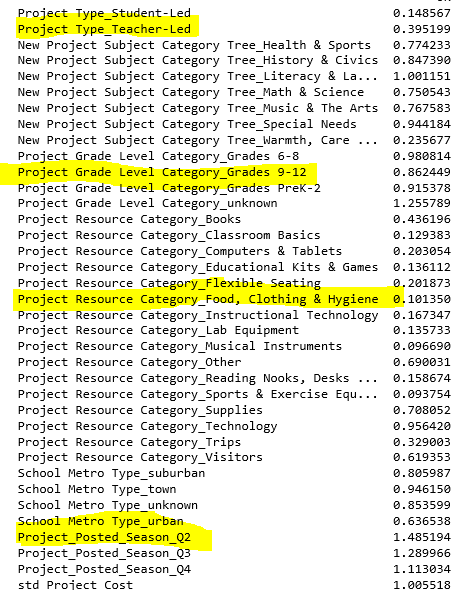 Project Type_Student-Led 0.148567
Project Type_Teacher-Led 0.395199
New Project Subject Category Tree_Health & Sports 0.774233
New Project Subject Category Tree_History & Civics 0.847390
New Project Subject Category Tree_Literacy & La... 1.001151
New Project Subject Category Tree_Math & Science 0.750543
New Project Subject Category Tree_Music & The Arts 0.767583
New Project Subject Category Tree_Special Needs 0.944184
New Project Subject Category Tree_Warmth, Care ... 0.235677
Project Grade Level Category_Grades 6-8 0.980814
Project Grade Level Category_Grades 9-12 0.862449
Project Grade Level Category_Grades PreK-2 0.915378
Project Grade Level Category_unknown 1.255789
Project Resource Category_Books 0.436196
Project Resource Category_Classroom Basics 0.129383
Project Resource Category_Computers & Tablets 0.203054
Project Resource Category_Educational Kits & Games 0.136112
Project Resource Category_Flexible Seating 0.201873
Project Resource Category_Food, Clothing & Hygiene 0.101350
Project Resource Category_Instructional Technology 0.167347
Project Resource Category_Lab Equipment 0.135733
Project Resource Category_Musical Instruments 0.096690
Project Resource Category_Other 0.690031
Project Resource Category_Reading Nooks, Desks ... 0.158674
Project Resource Category_Sports & Exercise Equ... 0.093754
Project Resource Category_Supplies 0.708052
Project Resource Category_Technology 0.956420
Project Resource Category_Trips 0.329003
Project Resource Category_Visitors 0.619353
School Metro Type_suburban 0.805987
School Metro Type_town 0.946150
School Metro Type_unknown 0.853599
School Metro Type_urban 0.636538
Project_Posted_Season_Q2 1.485194
Project_Posted_Season_Q3 1.289966
Project_Posted_Season_Q4 1.113034
std Project Cost 1.005518